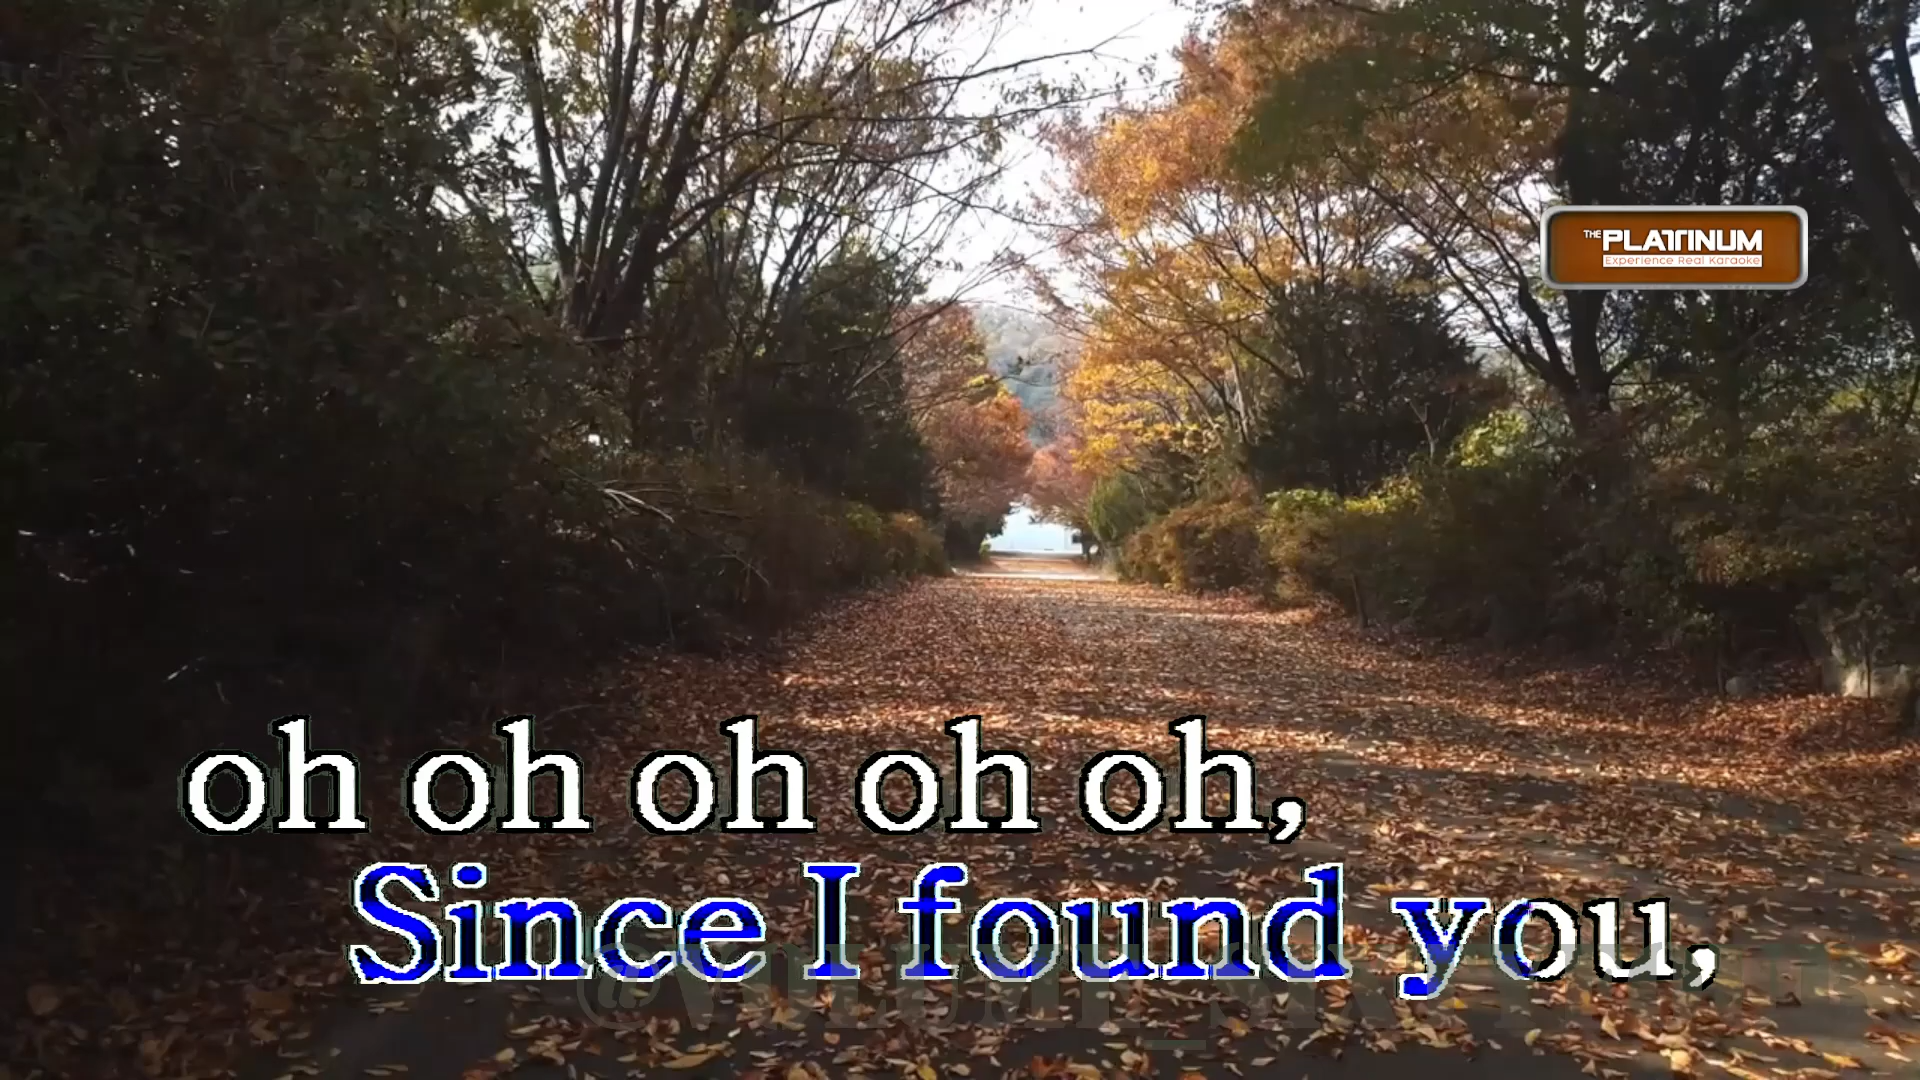 THE PLATINUM
Experience Real Karaoke
oh oh oh oh oh,
Since I found you,